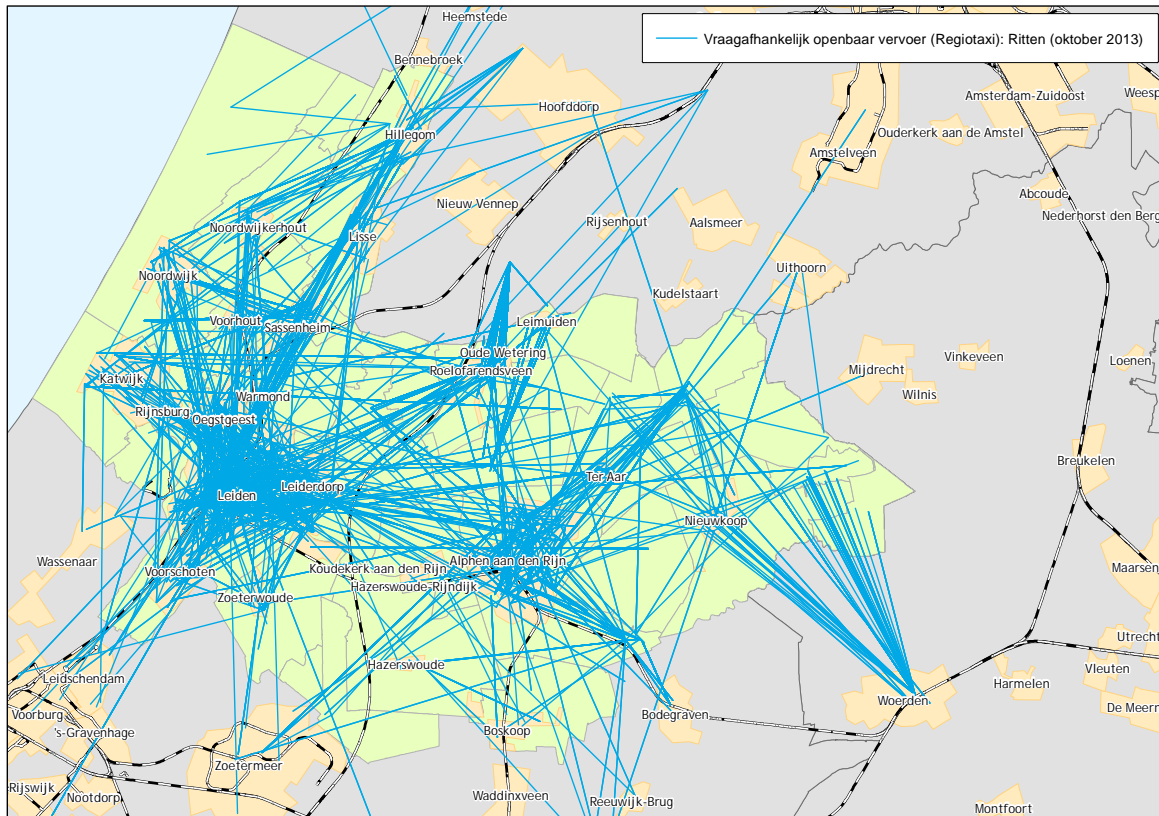 Heemstede
Vraagafhankelijk openbaar vervoer (Regiotaxi): Ritten (oktober 2013)
Bennebroek
Weesp
Amsterdam-Zuidoost
Hoofddorp
Hillegom
Ouderkerk aan de Amstel
Amstelveen
Abcoude
Nieuw Vennep
Nederhorst den Berg
Noordwijkerhout
Rijsenhout
Aalsmeer
Lisse
Noordwijk
Uithoorn
Kudelstaart
Voorhout
Sassenheim
Leimuiden
Oude Wetering
Vinkeveen
Loenen
Roelofarendsveen
Mijdrecht
Katwijk
Wilnis
Warmond
Rijnsburg
Oegstgeest
Breukelen
Ter Aar
Leiderdorp
Leiden
Nieuwkoop
Wassenaar
Alphen aan den Rijn
Voorschoten
Koudekerk aan den Rijn
Maarsen
Hazerswoude-Rijndijk
Zoeterwoude
Utrecht
Hazerswoude
Vleuten
Leidschendam
Harmelen
Woerden
De Meern
Voorburg
Bodegraven
's-Gravenhage
Boskoop
Zoetermeer
Rijswijk
Nootdorp
Waddinxveen
Reeuwijk-Brug
Montfoort